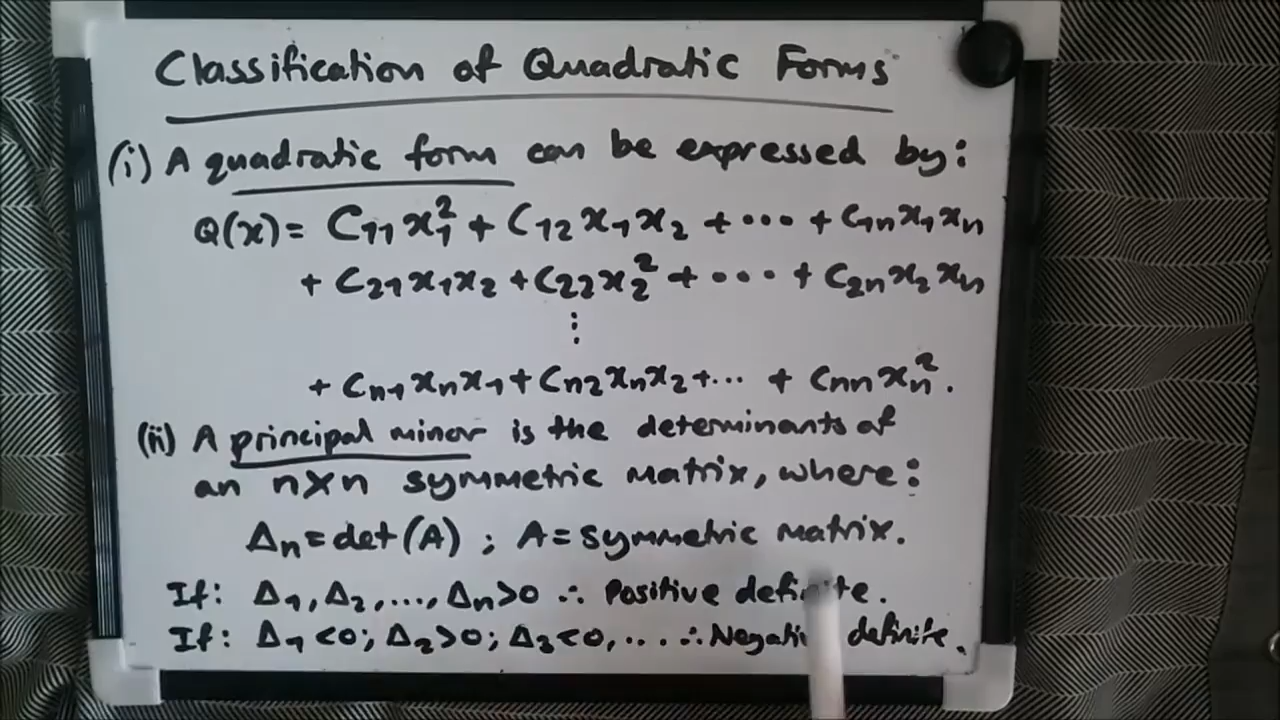 Classification of Quadratic Forms
(i) A quadratic form can be expressed by:
Q(x) = C₁₁x₁² + C₁₂x₁x₂ + ... + C₁ₙx₁xₙ
+ C₂₁x₁x₂ + C₂₂x₂² + ... + C₂ₙx₂xₙ
⋮
+ Cₙ₁xₙx₁ + Cₙ₂xₙx₂ + ... + Cₙₙxₙ².
(ii) A principal minor is the determinants of
an n×n symmetric matrix, where:
Δₙ = det(A) ; A = symmetric matrix.
If: Δ₁, Δ₂, ..., Δₙ > 0 ∴ Positive definite.
If: Δ₁ < 0; Δ₂ > 0; Δ₃ < 0, ... ∴ Negative definite.